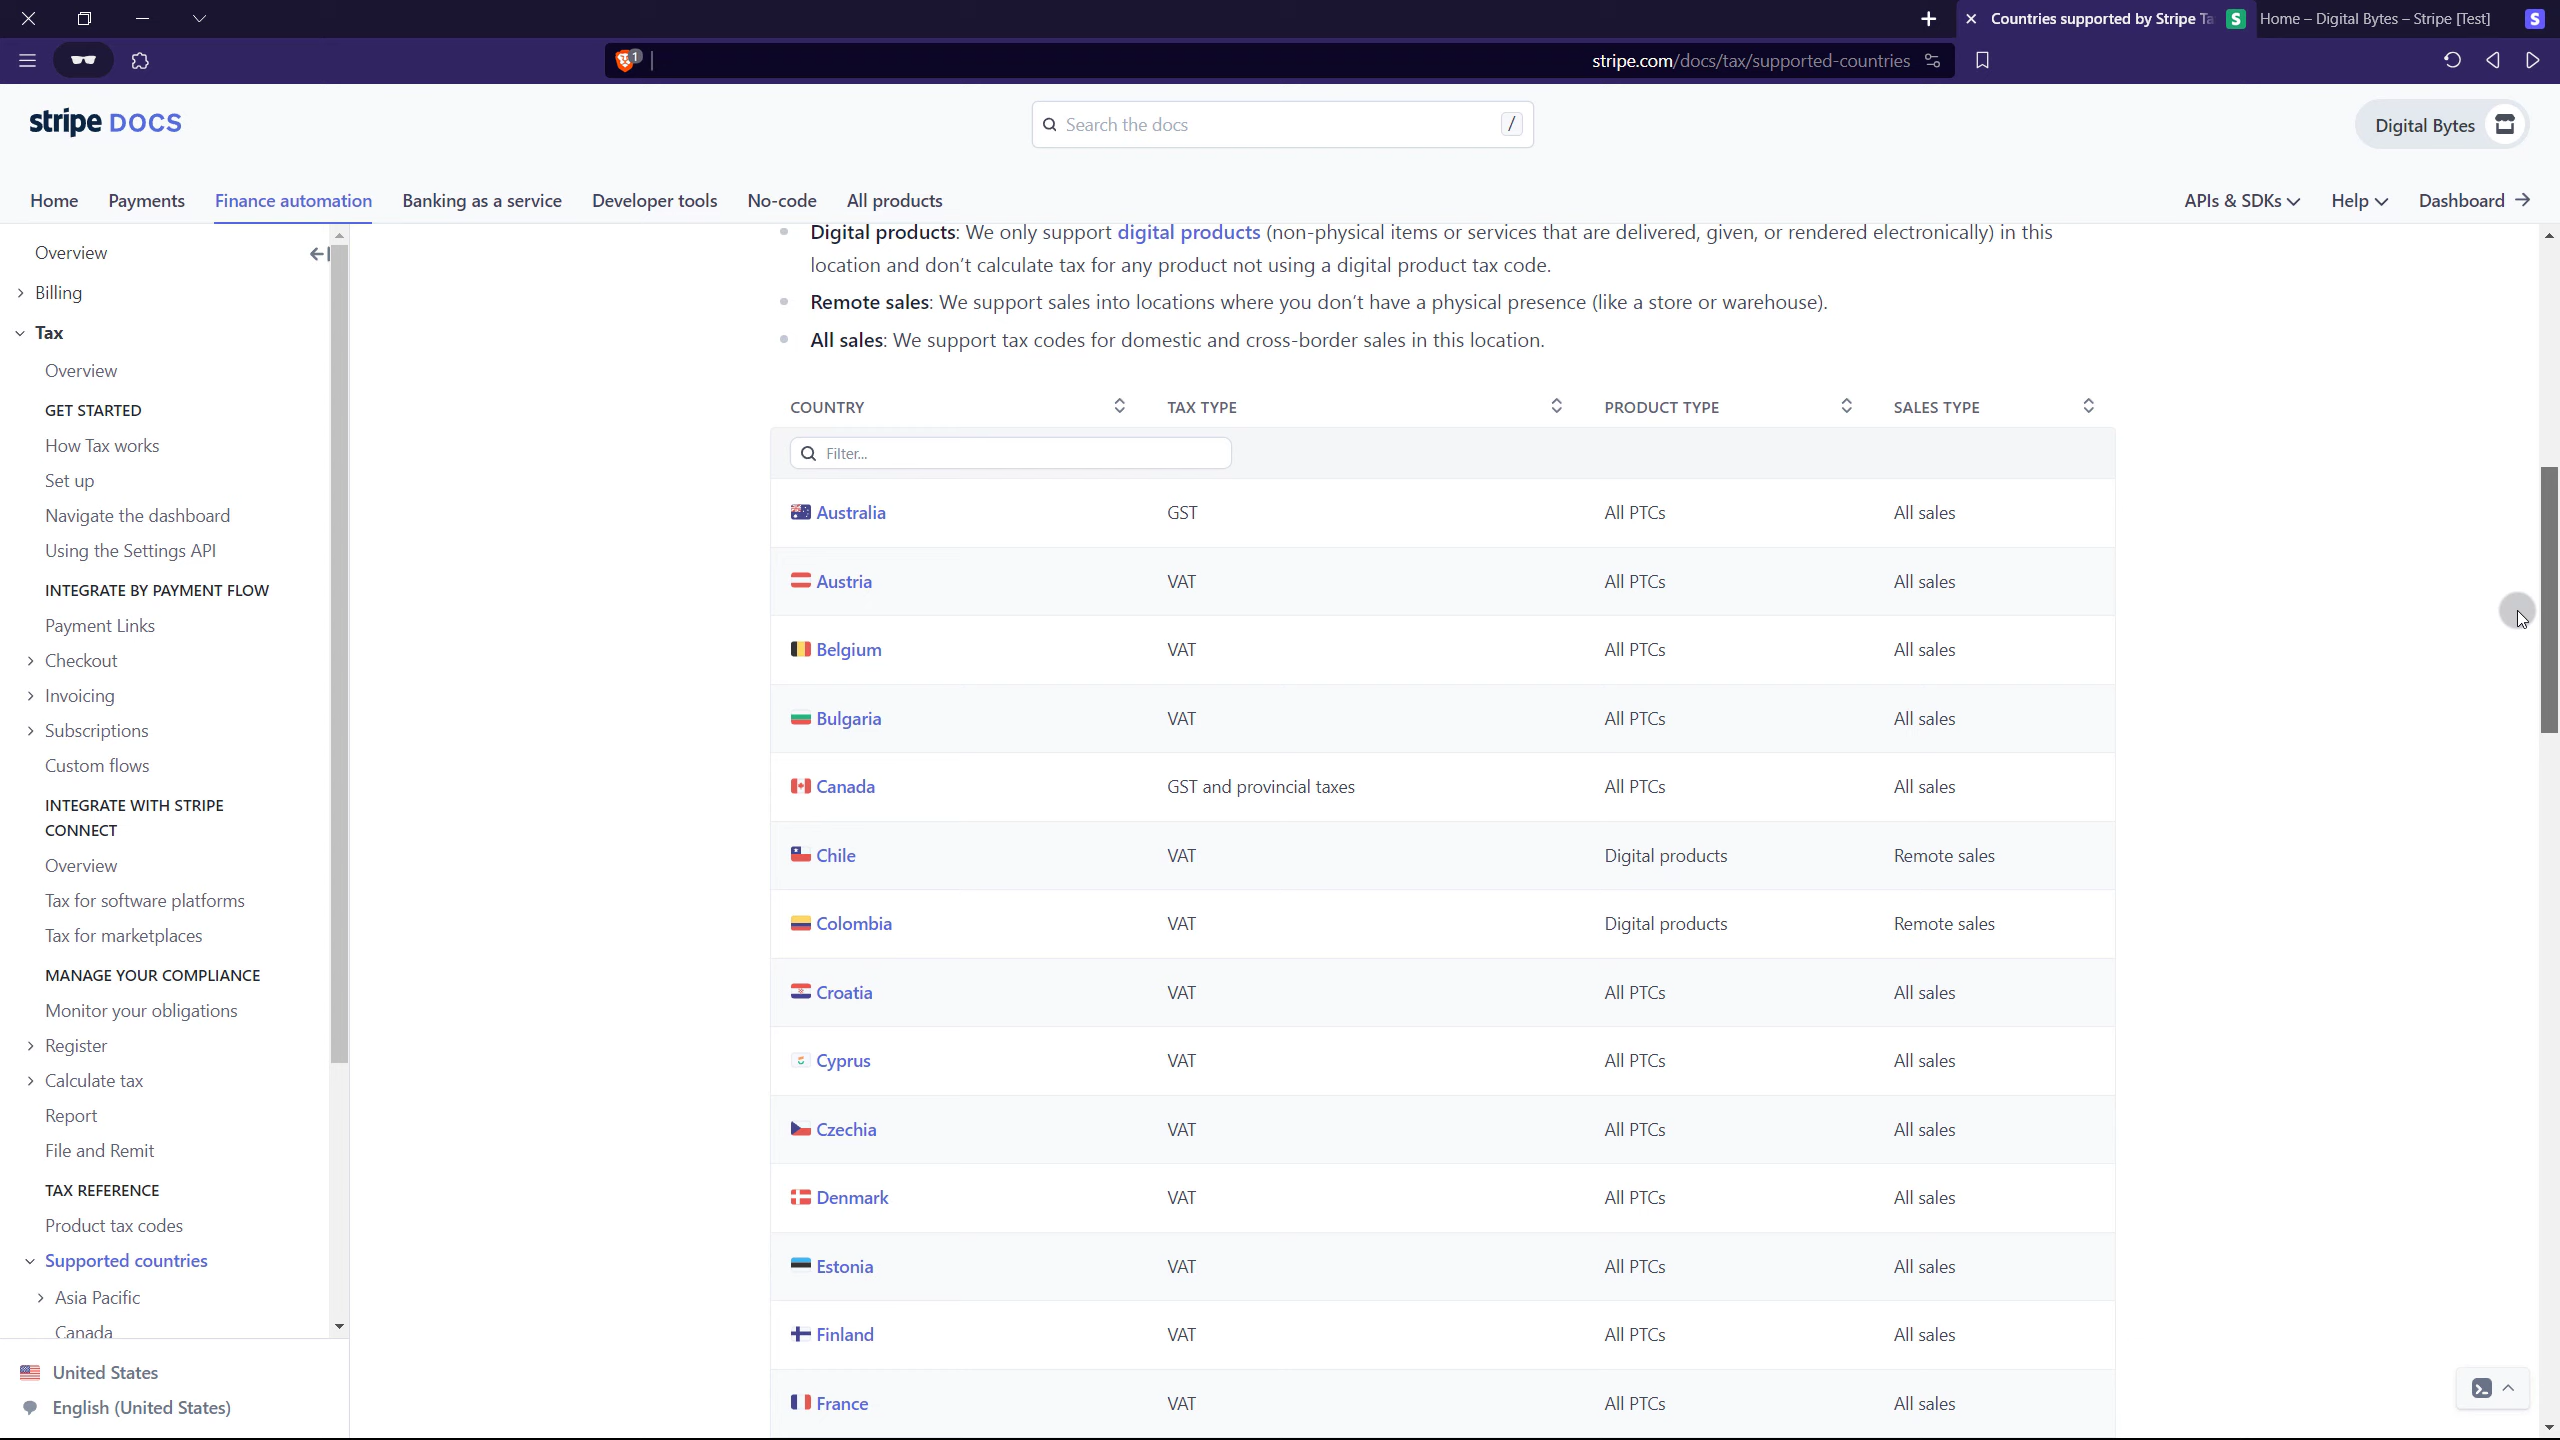 Countries supported by Stripe Ta
Home – Digital Bytes – Stripe [Test]
1
stripe.com/docs/tax/supported-countries
stripe DOCS
Search the docs
/
Digital Bytes
Home
Payments
Finance automation
Banking as a service
Developer tools
No-code
All products
APIs & SDKs
Help
Dashboard →
Overview
Billing
Tax
Overview
GET STARTED
How Tax works
Set up
Navigate the dashboard
Using the Settings API
INTEGRATE BY PAYMENT FLOW
Payment Links
Checkout
Invoicing
Subscriptions
Custom flows
INTEGRATE WITH STRIPE
CONNECT
Overview
Tax for software platforms
Tax for marketplaces
MANAGE YOUR COMPLIANCE
Monitor your obligations
Register
Calculate tax
Report
File and Remit
TAX REFERENCE
Product tax codes
Supported countries
Asia Pacific
Canada
United States
English (United States)
Digital products: We only support digital products (non-physical items or services that are delivered, given, or rendered electronically) in this
location and don't calculate tax for any product not using a digital product tax code.
Remote sales: We support sales into locations where you don't have a physical presence (like a store or warehouse).
All sales: We support tax codes for domestic and cross-border sales in this location.
COUNTRY TAX TYPE PRODUCT TYPE SALES TYPE
Filter...
Australia GST All PTCs All sales
Austria VAT All PTCs All sales
Belgium VAT All PTCs All sales
Bulgaria VAT All PTCs All sales
Canada GST and provincial taxes All PTCs All sales
Chile VAT Digital products Remote sales
Colombia VAT Digital products Remote sales
Croatia VAT All PTCs All sales
Cyprus VAT All PTCs All sales
Czechia VAT All PTCs All sales
Denmark VAT All PTCs All sales
Estonia VAT All PTCs All sales
Finland VAT All PTCs All sales
France VAT All PTCs All sales